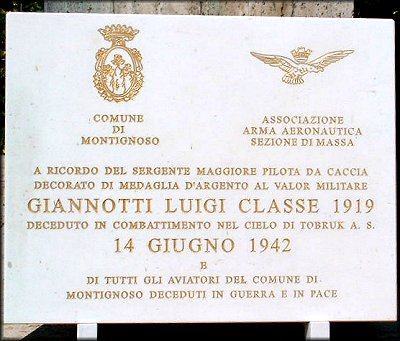 COMUNE
DI
MONTIGNOSO
ASSOCIAZIONE
ARMA AERONAUTICA
SEZIONE DI MASSA
A RICORDO DEL SERGENTE MAGGIORE PILOTA DA CACCIA
DECORATO DI MEDAGLIA D'ARGENTO AL VALOR MILITARE
GIANNOTTI LUIGI CLASSE 1919
DECEDUTO IN COMBATTIMENTO NEL CIELO DI TOBRUK A. S.
14 GIUGNO 1942
E
DI TUTTI GLI AVIATORI DEL COMUNE DI
MONTIGNOSO DECEDUTI IN GUERRA E IN PACE